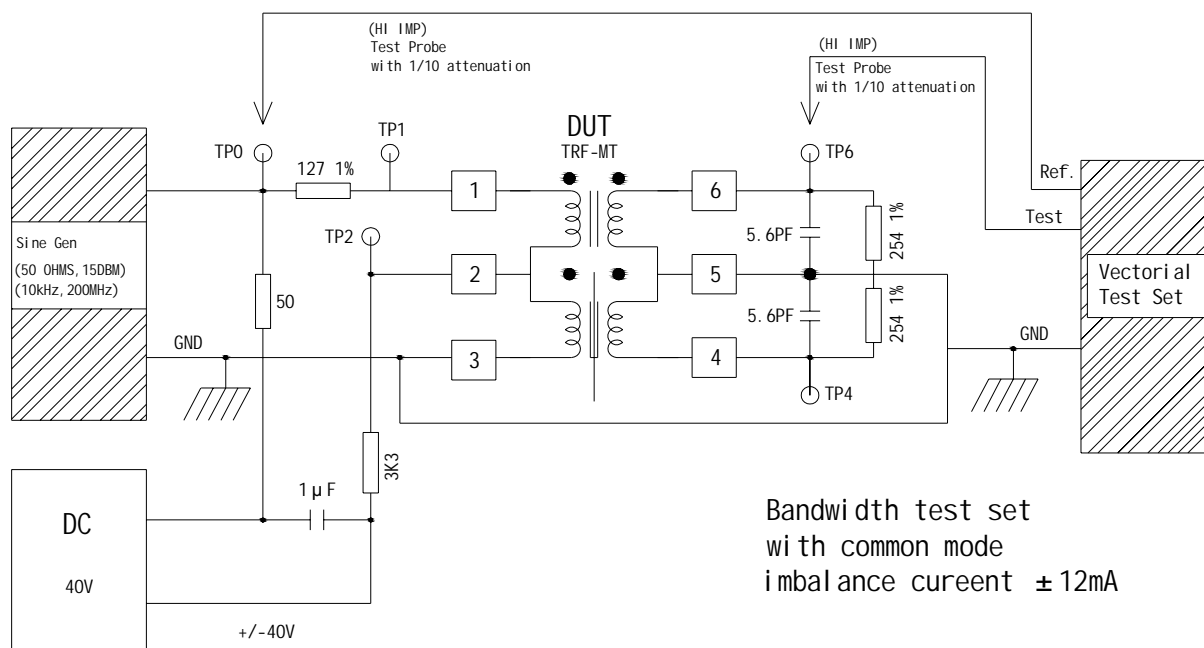 (HI IMP)
Test Probe
with 1/10 attenuation
(HI IMP)
Test Probe
with 1/10 attenuation
DUT
TRF-MT
TP0
127 1%
TP1
TP6
Ref.
1
6
Test
Sine Gen
(50 OHMS,15DBM)
(10kHz,200MHz)
TP2
5.6PF
254 1%
2
5
Vectorial
Test Set
50
5.6PF
254 1%
GND
3
4
GND
TP4
3K3
1µF
DC
40V
+/-40V
Bandwidth test set
with common mode
imbalance cureent ±12mA